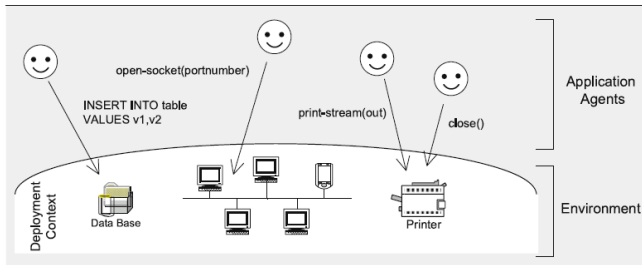 open-socket(portnumber)
INSERT INTO table
VALUES v1,v2
print-stream(out)
close()
Application
Agents
Deployment
Context
Data Base
Printer
Environment